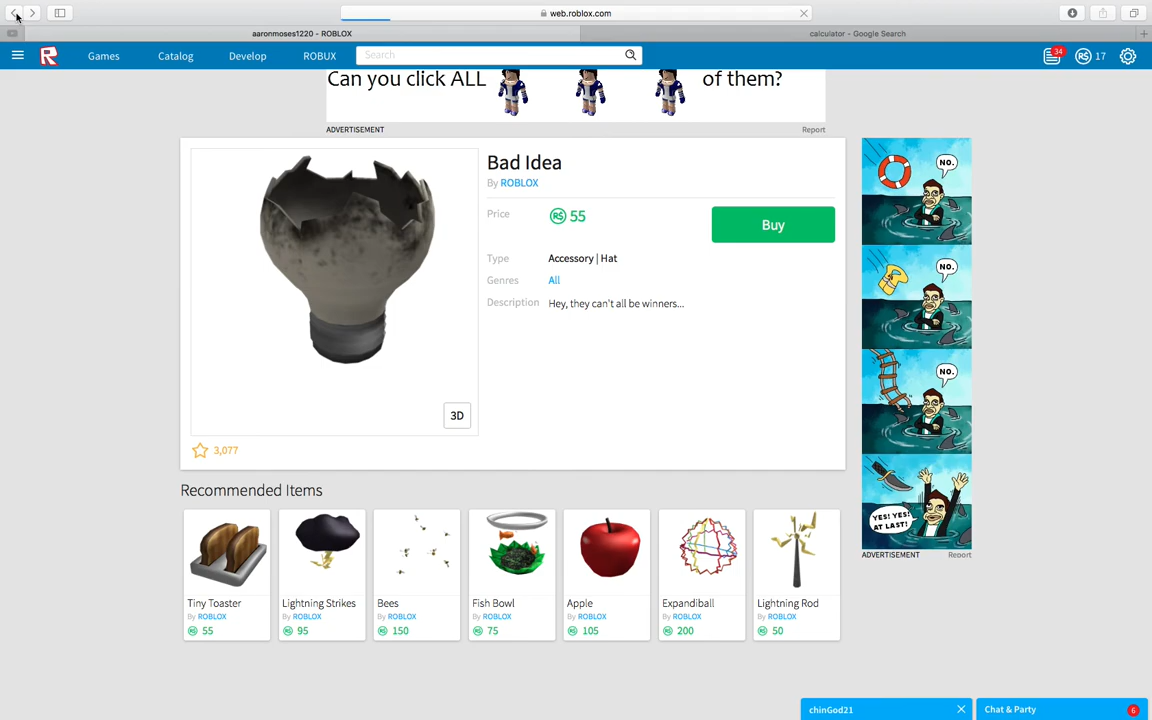 web.roblox.com
aaronmoses1220 - ROBLOX
calculator - Google Search
Games
Catalog
Develop
ROBUX
Search
34
R$ 17
Can you click ALL of them?
ADVERTISEMENT
Report
Bad Idea
By ROBLOX
Price
R$ 55
Buy
Type
Accessory | Hat
Genres
All
Description
Hey, they can't all be winners...
3D
3,077
NO.
NO.
NO.
YES! YES!
AT LAST!
ADVERTISEMENT
Report
Recommended Items
Tiny Toaster
By ROBLOX
R$ 55
Lightning Strikes
By ROBLOX
R$ 95
Bees
By ROBLOX
R$ 150
Fish Bowl
By ROBLOX
R$ 75
Apple
By ROBLOX
R$ 105
Expandiball
By ROBLOX
R$ 200
Lightning Rod
By ROBLOX
R$ 50
chinGod21
Chat & Party
6